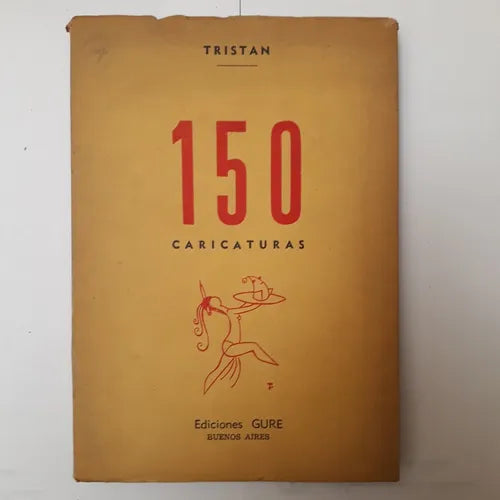 TRISTAN
150
CARICATURAS
Ediciones GURE
BUENOS AIRES